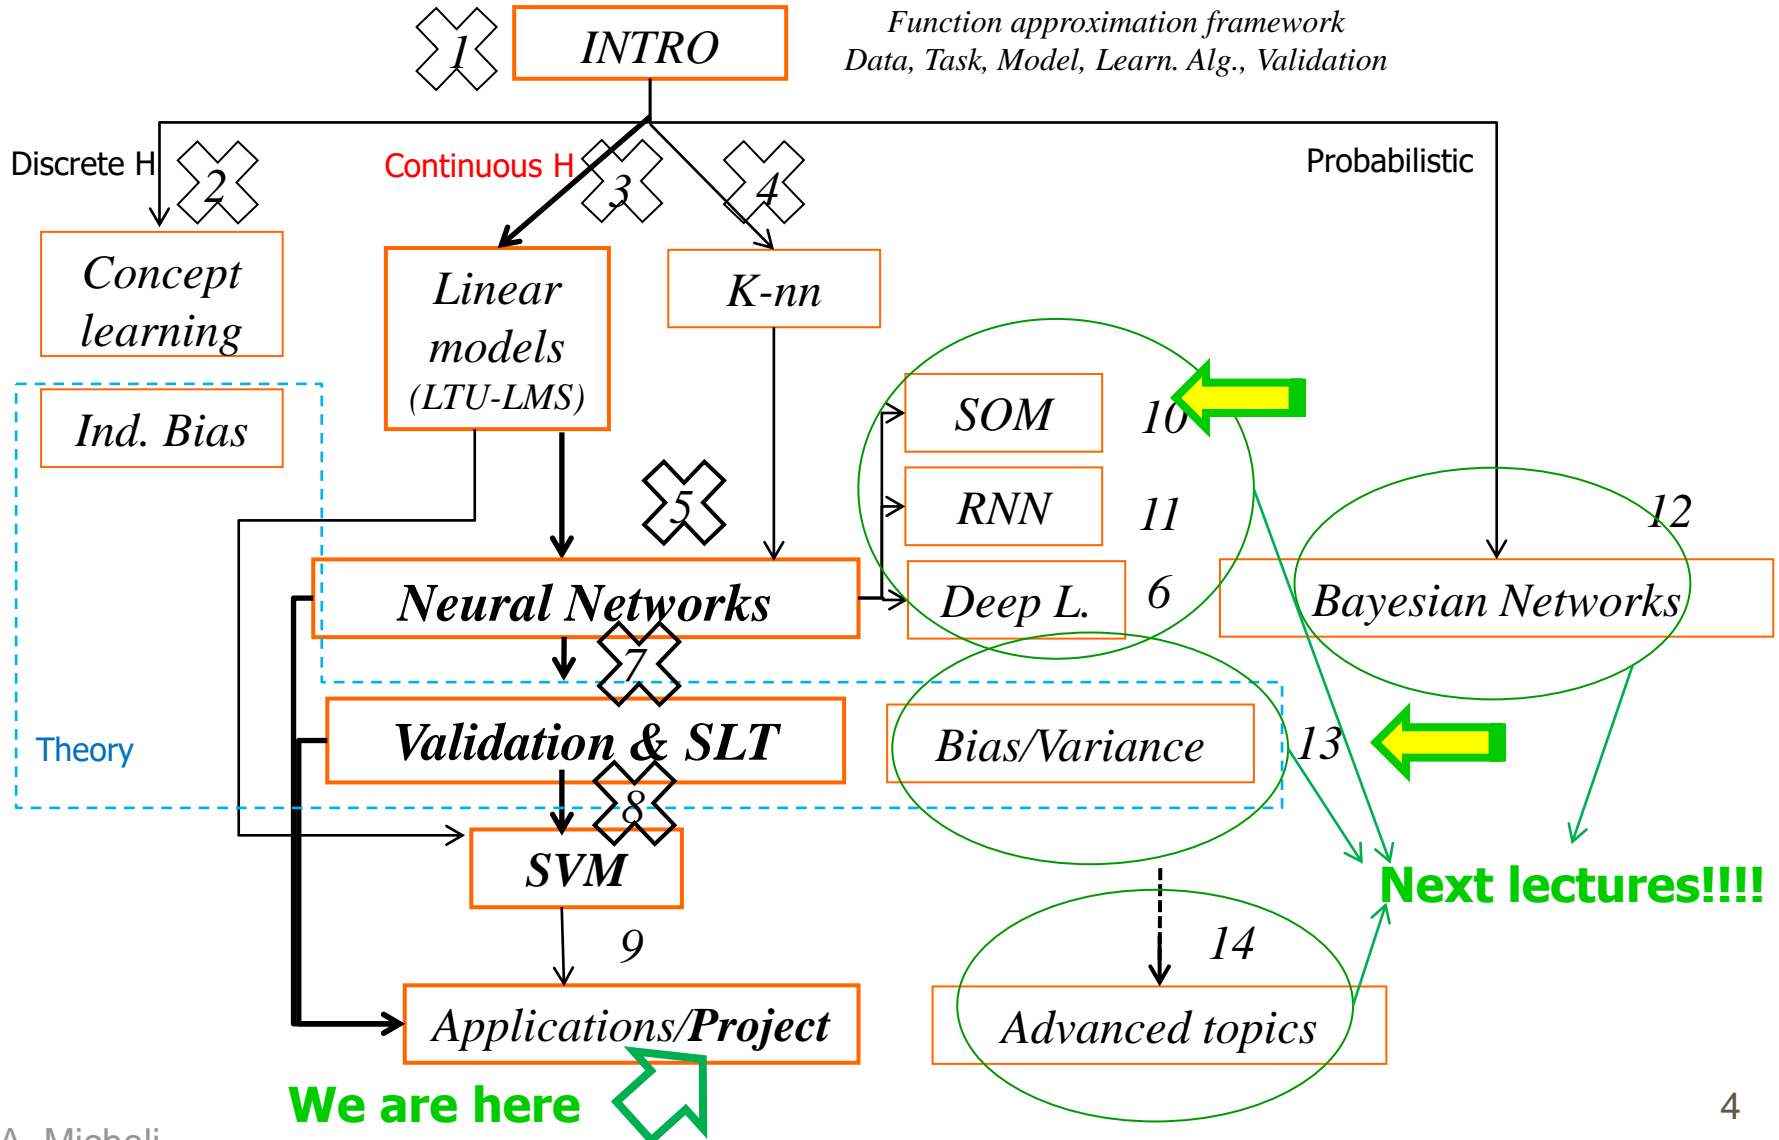 1
INTRO
Function approximation framework
Data, Task, Model, Learn. Alg., Validation
Discrete H
2
Continuous H
3
4
Probabilistic
Concept
learning
Linear
models
(LTU-LMS)
K-nn
Ind. Bias
SOM
10
5
RNN
11
12
Neural Networks
Deep L.
6
Bayesian Networks
7
Theory
Validation & SLT
Bias/Variance
13
8
SVM
Next lectures!!!!
9
14
Applications/Project
Advanced topics
We are here
4
A. Micheli